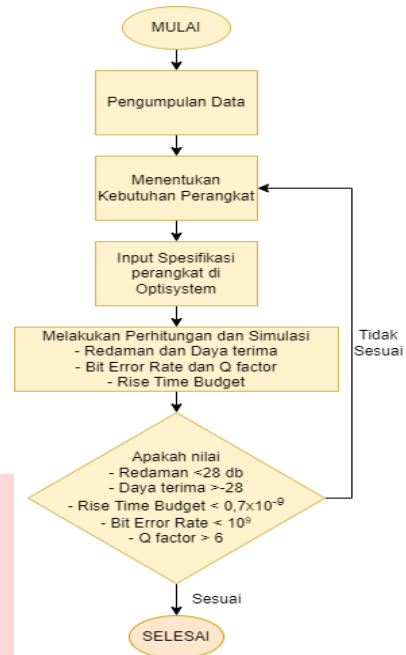 MULAI
Pengumpulan Data
Menentukan
Kebutuhan Perangkat
Input Spesifikasi
perangkat di
Optisystem
Melakukan Perhitungan dan Simulasi
- Redaman dan Daya terima
- Bit Error Rate dan Q factor
- Rise Time Budget
Tidak
Sesuai
Apakah nilai
- Redaman <28 db
- Daya terima >-28
- Rise Time Budget < 0,7x10⁻⁹
- Bit Error Rate < 10⁹
- Q factor > 6
Sesuai
SELESAI